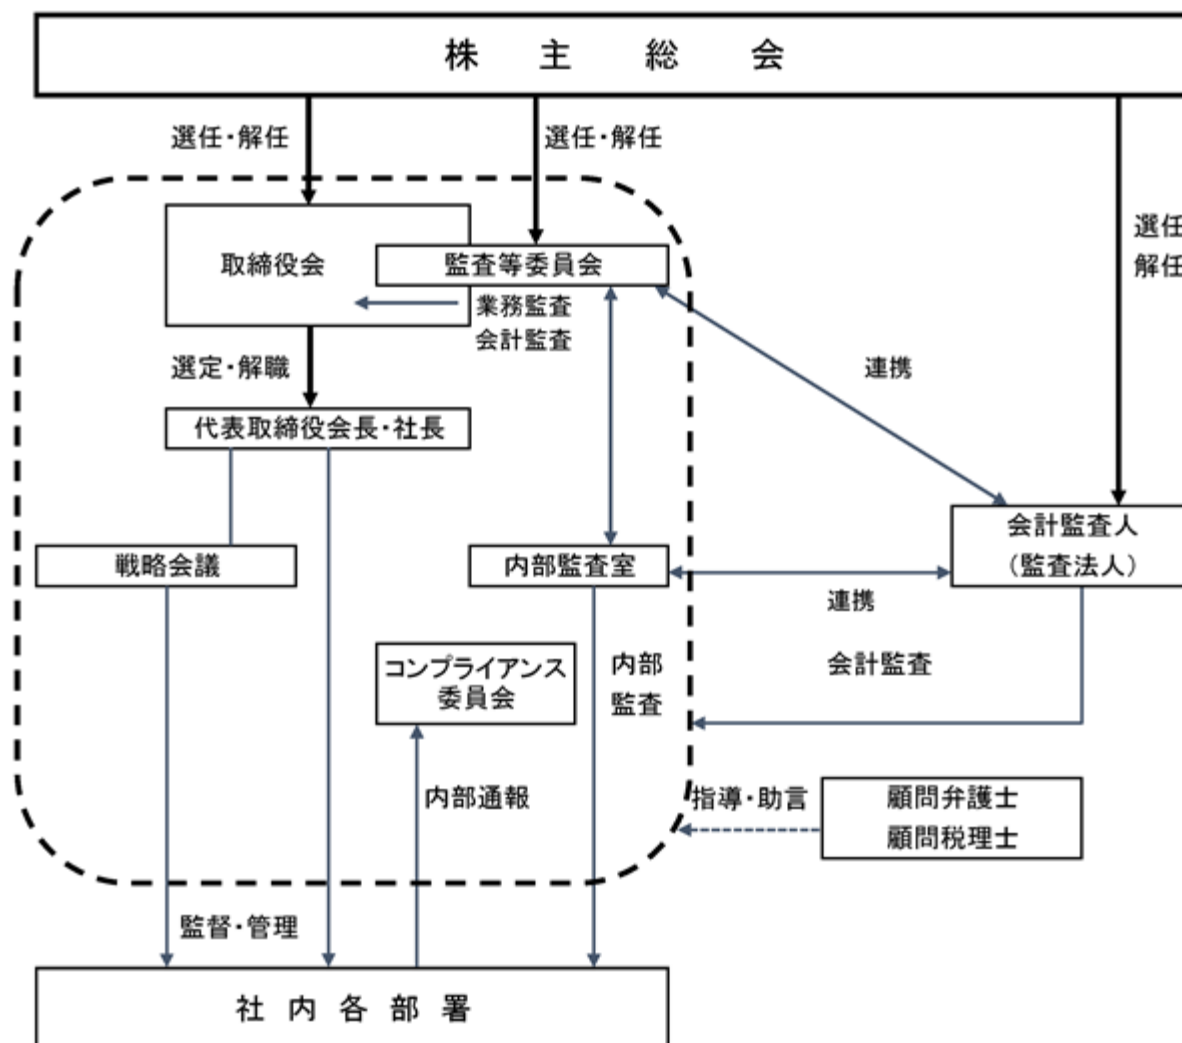 株主総会
選任・解任
選任・解任
選任
解任
取締役会
監査等委員会
業務監査
会計監査
選定・解職
連携
代表取締役会長・社長
会計監査人
（監査法人）
戦略会議
内部監査室
連携
コンプライアンス
委員会
内部
監査
会計監査
内部通報
指導・助言
顧問弁護士
顧問税理士
監督・管理
社内各部署